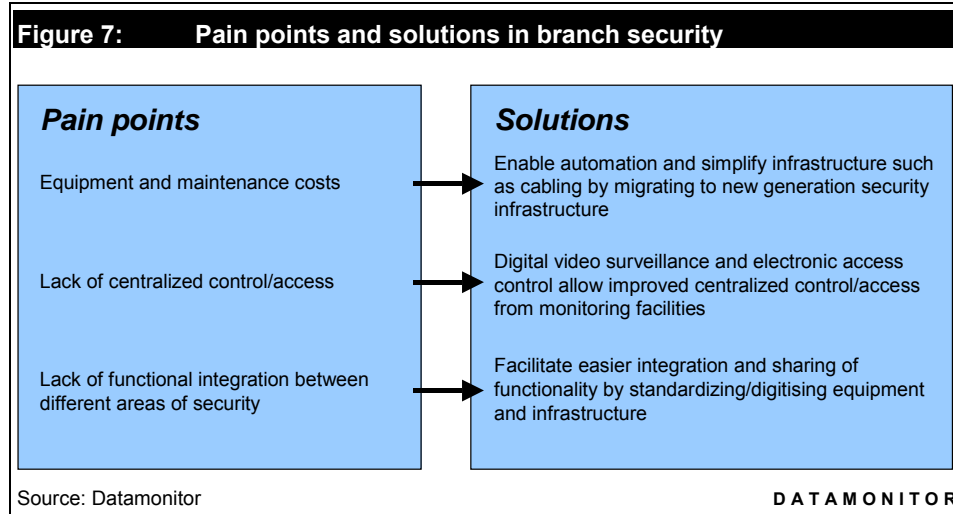 Figure 7: Pain points and solutions in branch security
Pain points
Equipment and maintenance costs
Lack of centralized control/access
Lack of functional integration between
different areas of security
Solutions
Enable automation and simplify infrastructure such
as cabling by migrating to new generation security
infrastructure
Digital video surveillance and electronic access
control allow improved centralized control/access
from monitoring facilities
Facilitate easier integration and sharing of
functionality by standardizing/digitising equipment
and infrastructure
Source: Datamonitor
DATAMONITOR